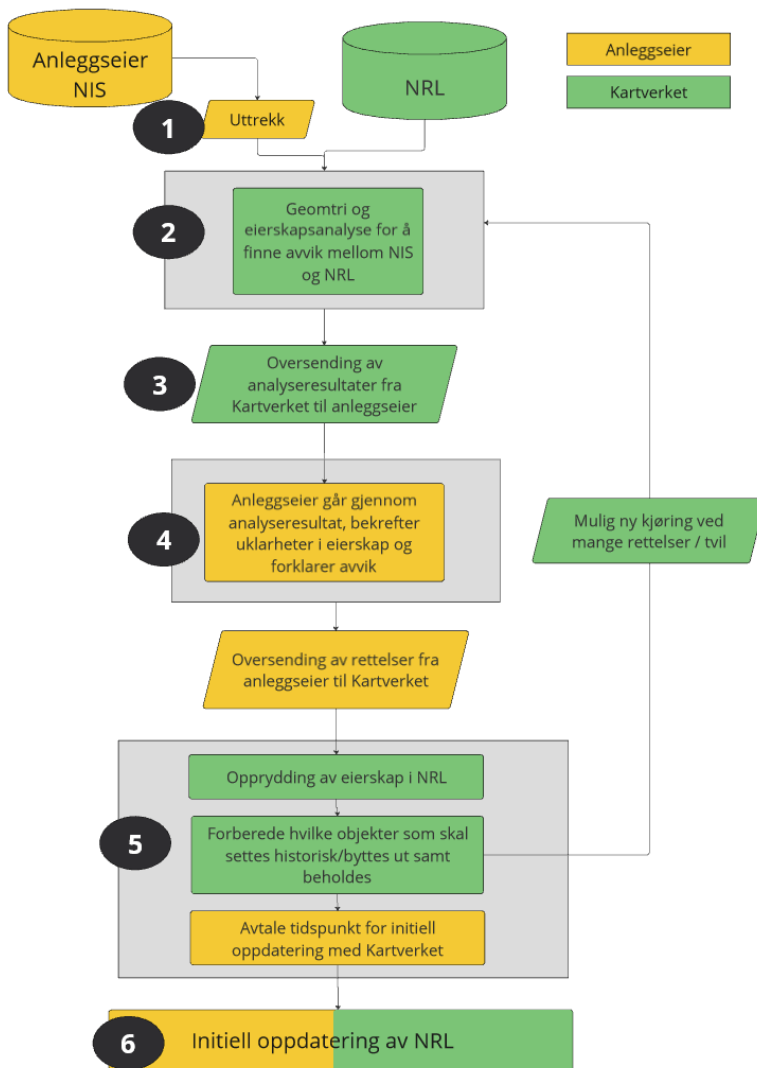 Anleggseier
NIS
NRL
Anleggseier
Kartverket
1
Uttrekk
2
Geomtri og
eierskapsanalyse for å
finne avvik mellom NIS
og NRL
3
Oversending av
analyseresultater fra
Kartverket til anleggseier
4
Anleggseier går gjennom
analyseresultat, bekrefter
uklarheter i eierskap og
forklarer avvik
Mulig ny kjøring ved
mange rettelser / tvil
Oversending av rettelser fra
anleggseier til Kartverket
5
Opprydding av eierskap i NRL
Forberede hvilke objekter som skal
settes historisk/byttes ut samt
beholdes
Avtale tidspunkt for initiell
oppdatering med Kartverket
6
Initiell oppdatering av NRL